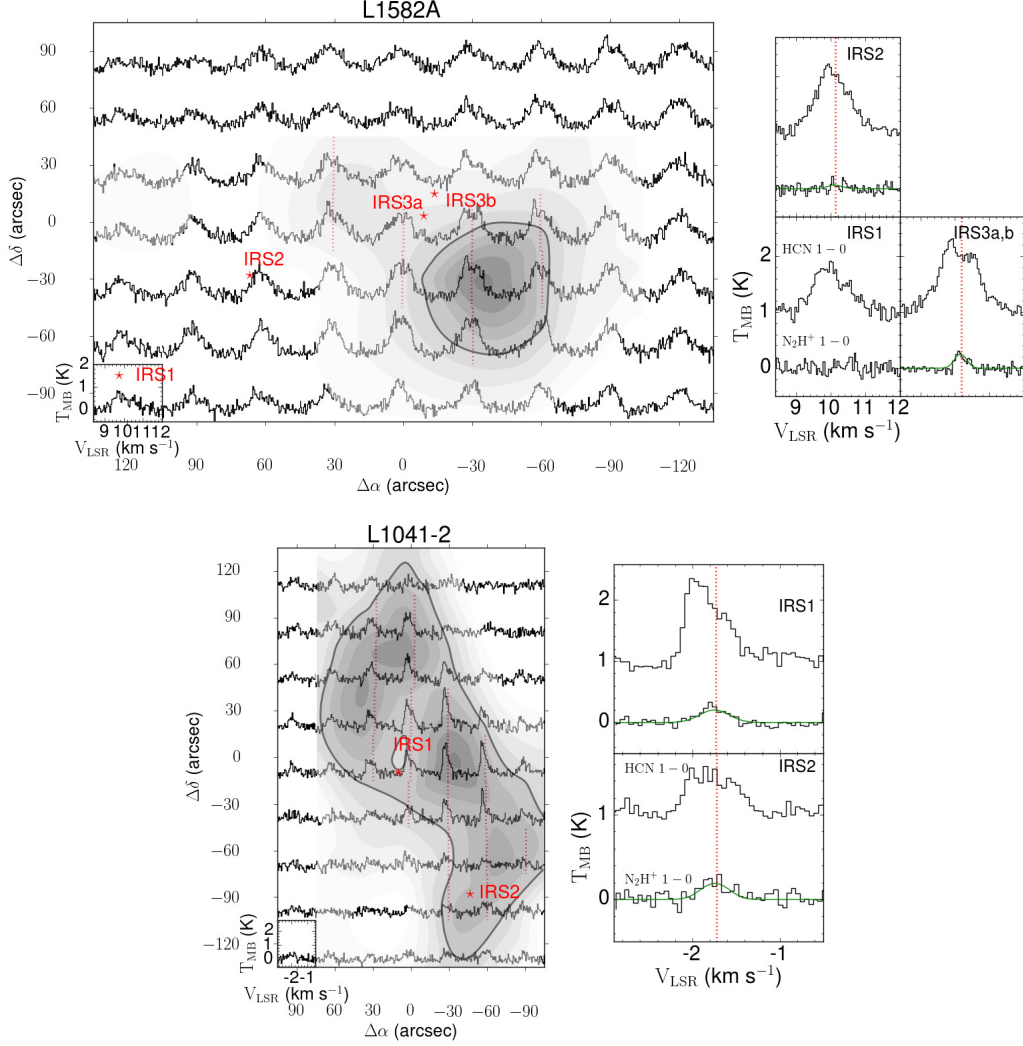 L1582A
90
60
30
0
−30
−60
−90
Δδ (arcsec)
IRS3a
IRS3b
IRS2
IRS1
2
1
0
T_MB (K)
9 10 11 12
V_LSR (km s⁻¹)
120 90 60 30 0 −30 −60 −90 −120
Δα (arcsec)
IRS2
IRS1
IRS3a,b
HCN 1−0
N₂H⁺ 1−0
2
1
0
T_MB (K)
9 10 11 12
V_LSR (km s⁻¹)
L1041-2
120
90
60
30
0
−30
−60
−90
−120
Δδ (arcsec)
IRS1
IRS2
2
1
0
T_MB (K)
-2 -1
V_LSR (km s⁻¹)
90 60 30 0 −30 −60 −90
Δα (arcsec)
IRS1
2
1
0
IRS2
HCN 1−0
N₂H⁺ 1−0
1
0
T_MB (K)
-2 -1
V_LSR (km s⁻¹)